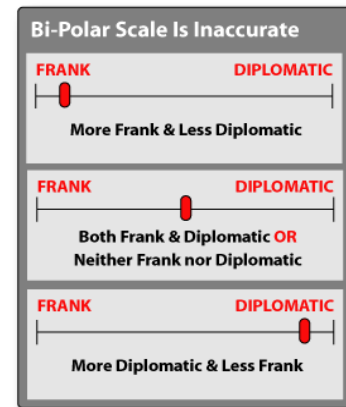 Bi-Polar Scale Is Inaccurate
FRANK DIPLOMATIC
More Frank & Less Diplomatic
FRANK DIPLOMATIC
Both Frank & Diplomatic OR
Neither Frank nor Diplomatic
FRANK DIPLOMATIC
More Diplomatic & Less Frank